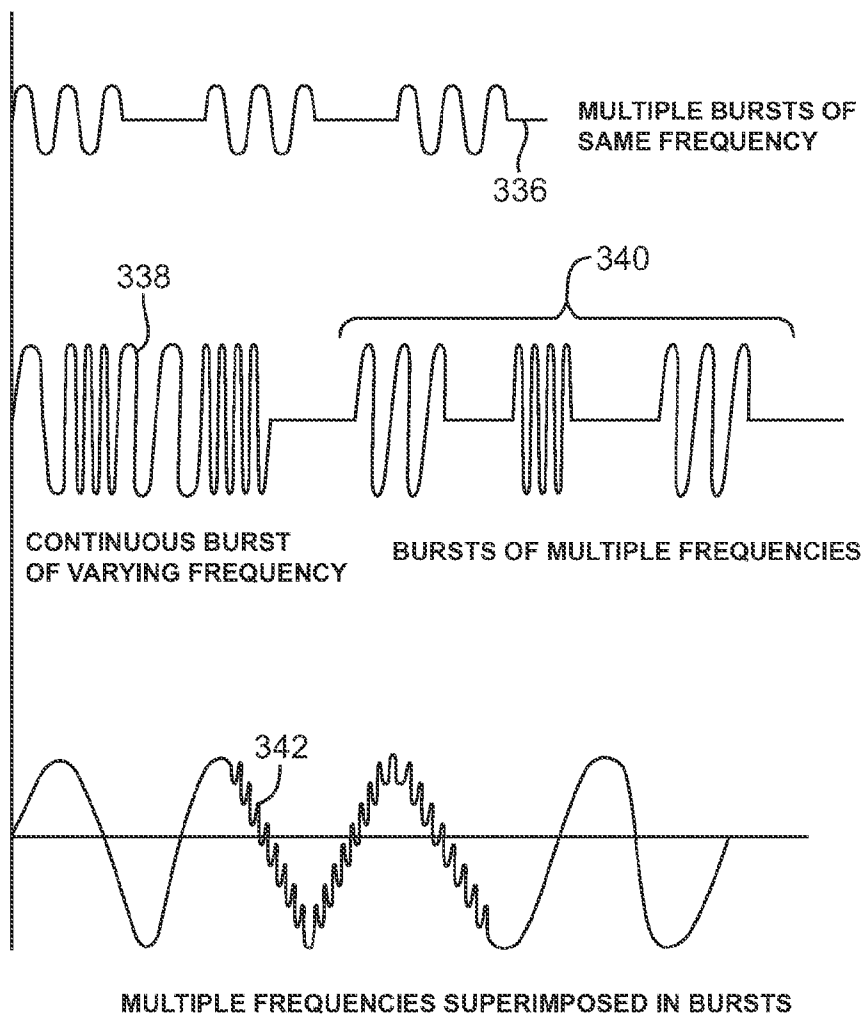 MULTIPLE BURSTS OF
SAME FREQUENCY
336
338
340
CONTINUOUS BURST
OF VARYING FREQUENCY
BURSTS OF MULTIPLE FREQUENCIES
342
MULTIPLE FREQUENCIES SUPERIMPOSED IN BURSTS